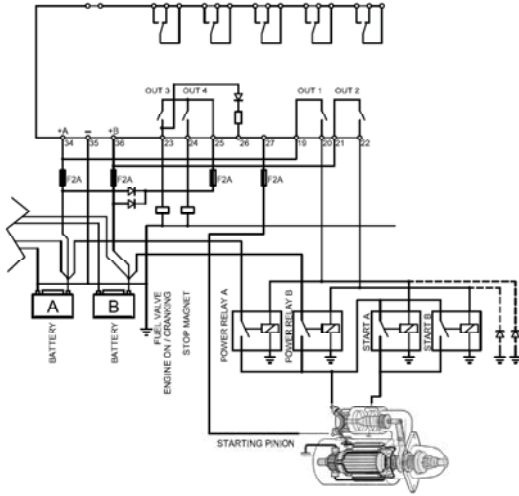 OUT 3 OUT 4 OUT 1 OUT 2
+A – +B
34 35 36 23 24 25 26 27 19 20 21 22
F2A F2A F2A F2A
A B
BATTERY
BATTERY
FUEL VALVE
ENGINE ON / CRANKING
STOP MAGNET
POWER RELAY A
POWER RELAY B
START A
START B
STARTING PINION